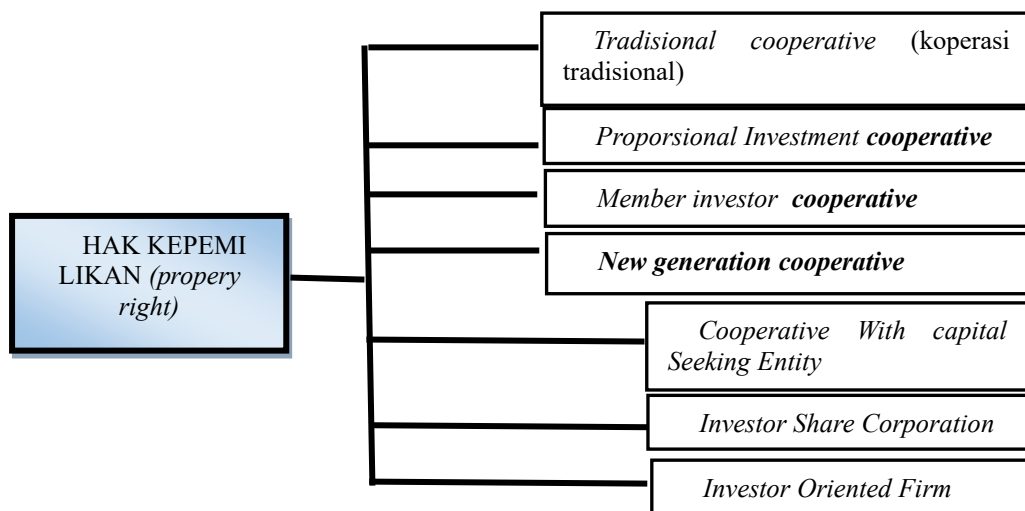 Tradisional cooperative (koperasi
tradisional)
Proporsional Investment cooperative
Member investor cooperative
HAK KEPEMI
LIKAN (propery
right)
New generation cooperative
Cooperative With capital
Seeking Entity
Investor Share Corporation
Investor Oriented Firm